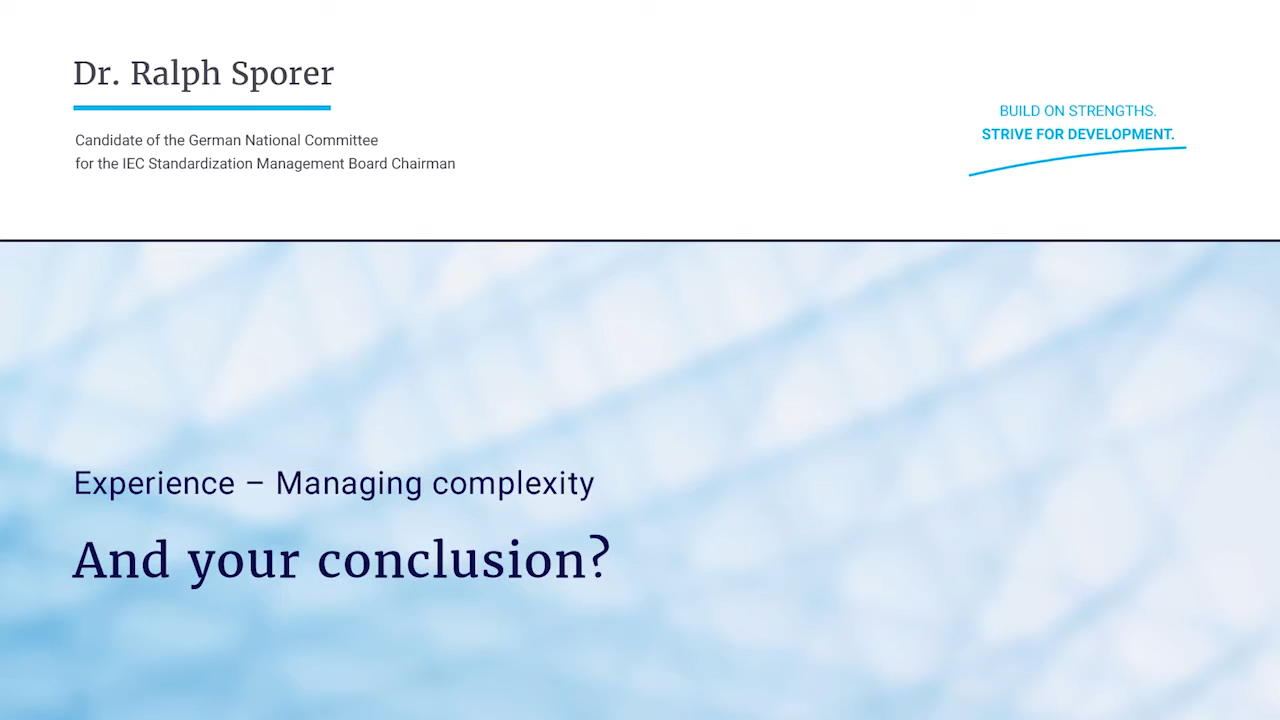 Dr. Ralph Sporer
Candidate of the German National Committee
for the IEC Standardization Management Board Chairman
BUILD ON STRENGTHS.
STRIVE FOR DEVELOPMENT.
Experience – Managing complexity
And your conclusion?